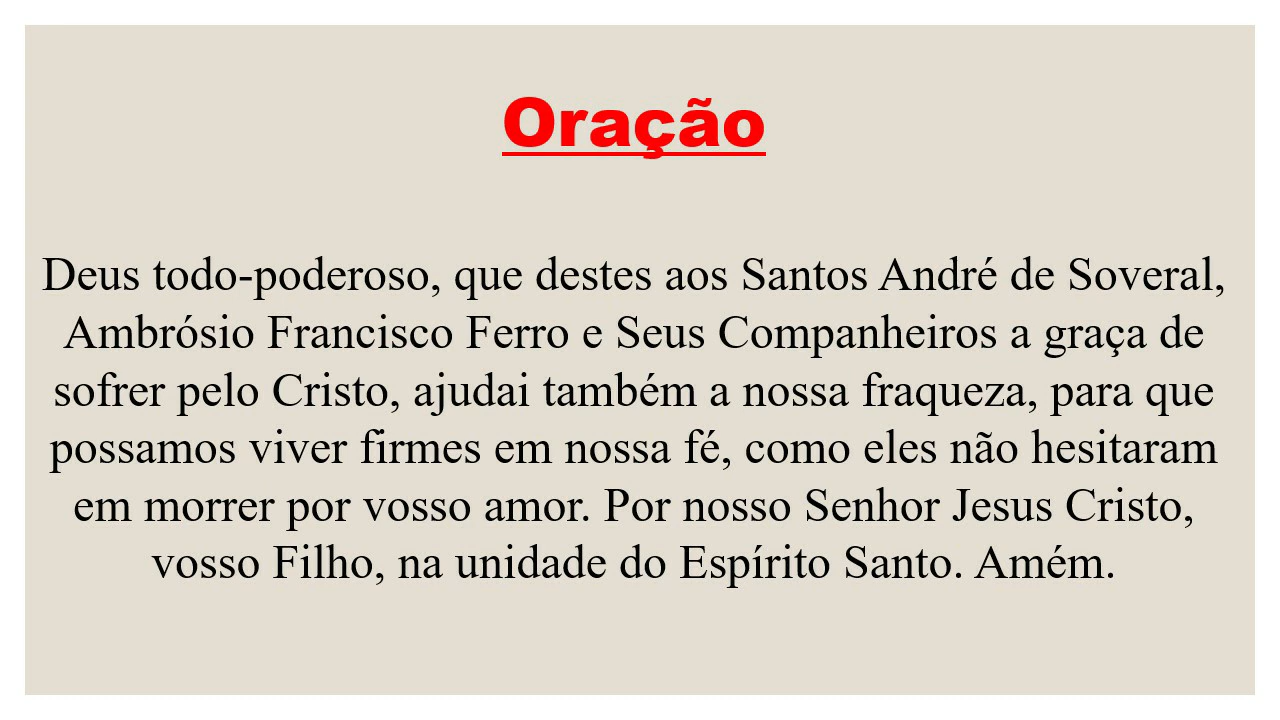 Oração
Deus todo-poderoso, que destes aos Santos André de Soveral,
Ambrósio Francisco Ferro e Seus Companheiros a graça de
sofrer pelo Cristo, ajudai também a nossa fraqueza, para que
possamos viver firmes em nossa fé, como eles não hesitaram
em morrer por vosso amor. Por nosso Senhor Jesus Cristo,
vosso Filho, na unidade do Espírito Santo. Amém.